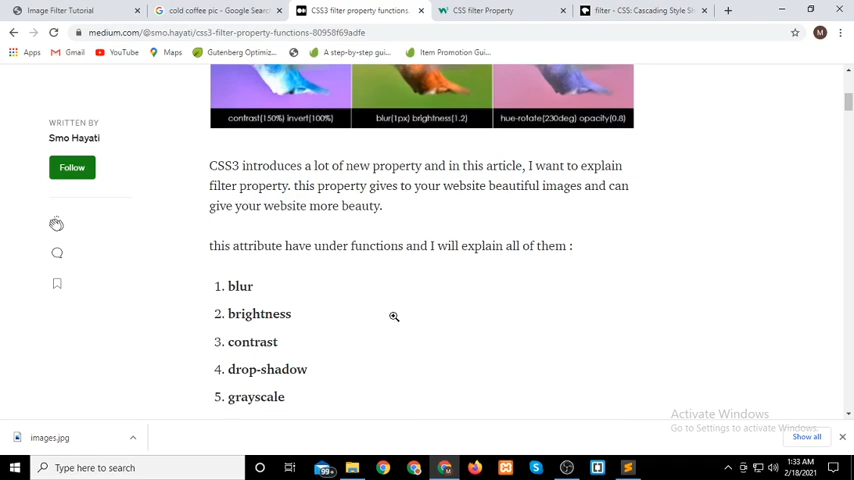 Image Filter Tutorial
cold coffee pic - Google Searc
CSS3 filter property functions.
CSS filter Property
filter - CSS: Cascading Style Sh
medium.com/@smo.hayati/css3-filter-property-functions-80958f69adfe
Apps
Gmail
YouTube
Maps
Gutenberg Optimiz...
A step-by-step gui...
Item Promotion Gui...
contrast(150%) invert(100%)
blur(1px) brightness(1.2)
hue-rotate(230deg) opacity(0.8)
WRITTEN BY
Smo Hayati
Follow
CSS3 introduces a lot of new property and in this article, I want to explain
filter property. this property gives to your website beautiful images and can
give your website more beauty.
this attribute have under functions and I will explain all of them :
1. blur
2. brightness
3. contrast
4. drop-shadow
5. grayscale
Activate Windows
Go to Settings to activate Windows.
images.jpg
Show all
Type here to search
99+
1:33 AM
2/18/2021